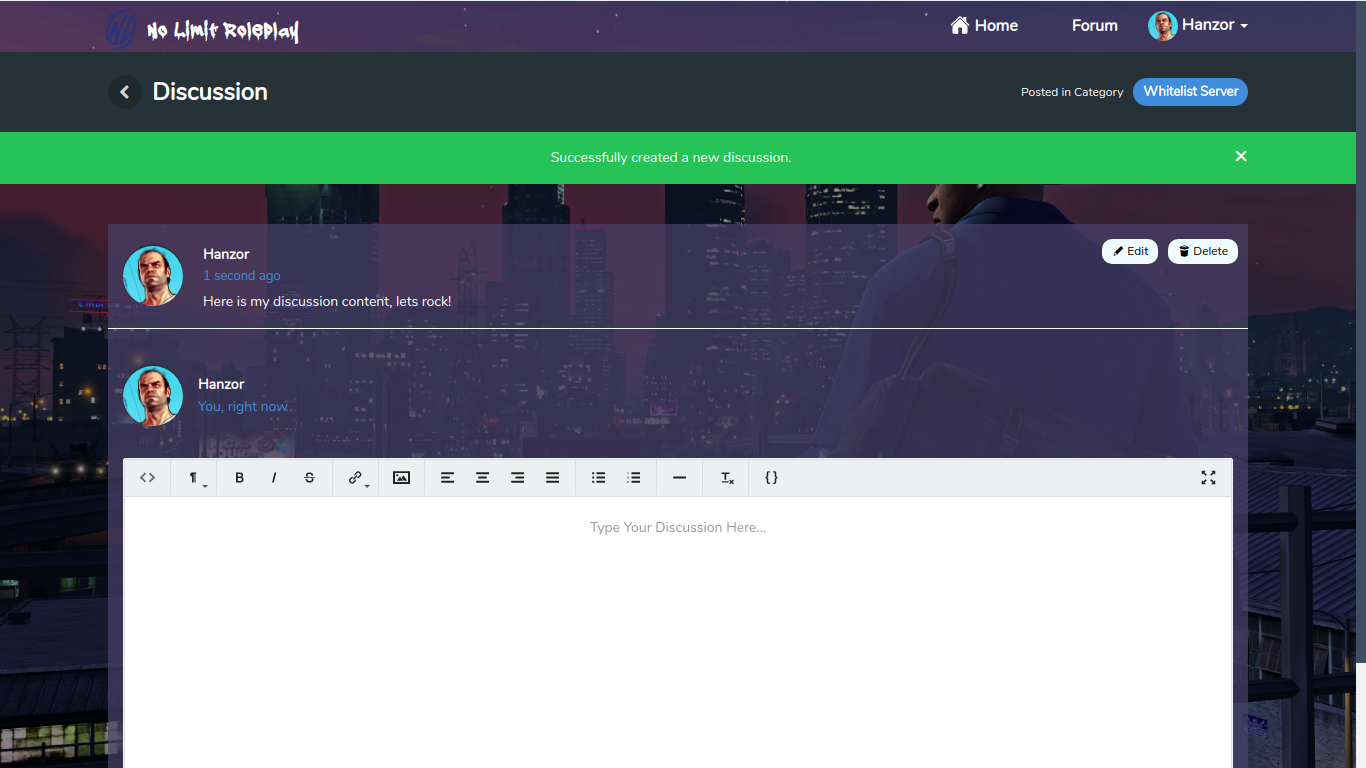 No Limit Roleplay
Home
Forum
Hanzor
Discussion
Posted in Category
Whitelist Server
Successfully created a new discussion.
Hanzor
Edit
Delete
1 second ago
Here is my discussion content, lets rock!
Hanzor
You, right now
B I S
Type Your Discussion Here...